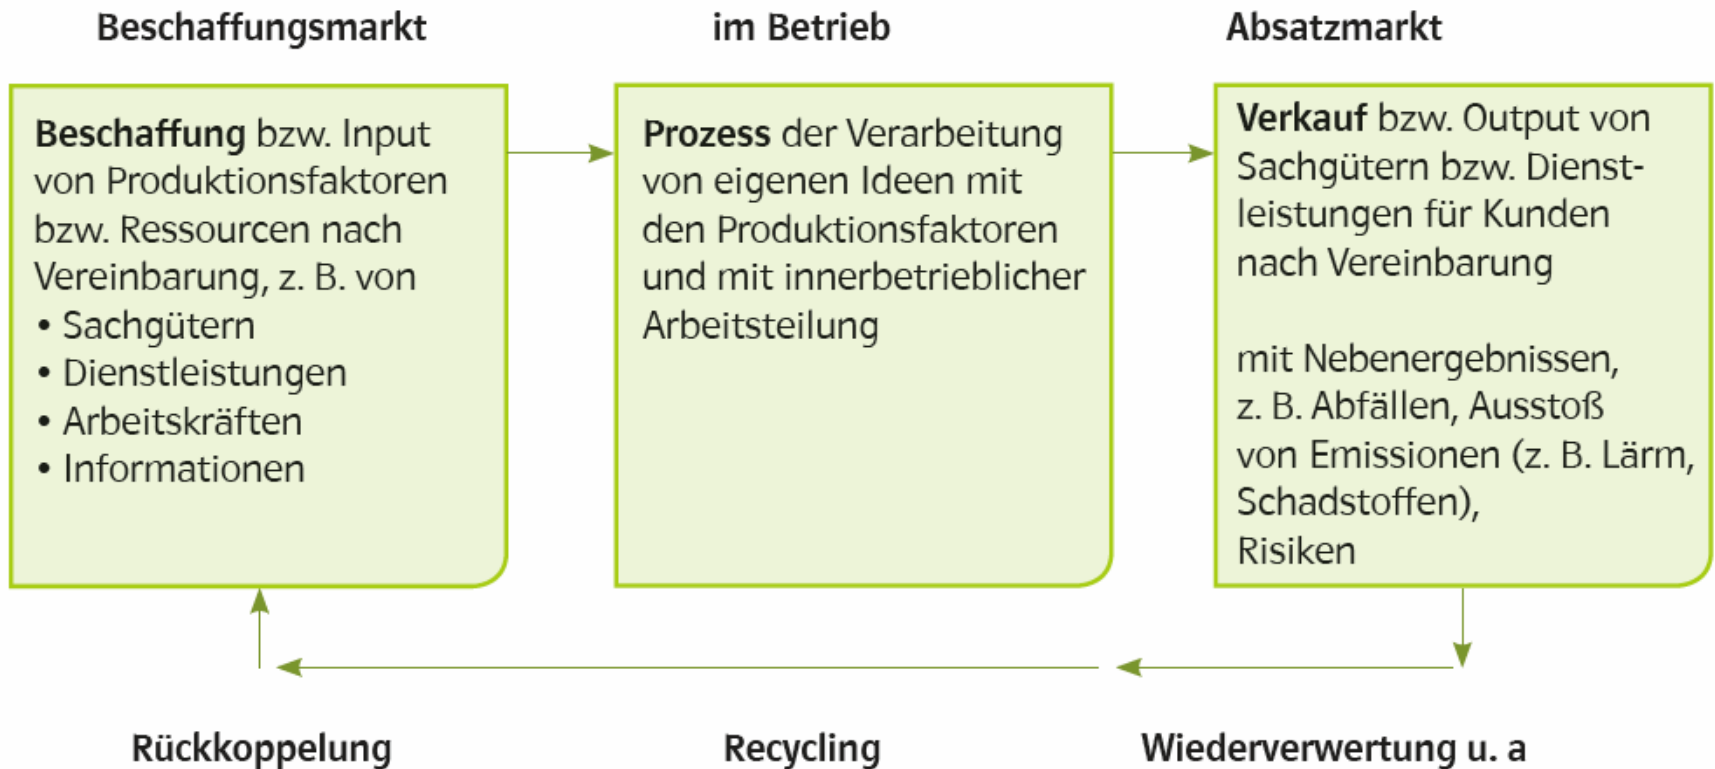 Beschaffungsmarkt
im Betrieb
Absatzmarkt
Beschaffung bzw. Input
von Produktionsfaktoren
bzw. Ressourcen nach
Vereinbarung, z. B. von
• Sachgütern
• Dienstleistungen
• Arbeitskräften
• Informationen
Prozess der Verarbeitung
von eigenen Ideen mit
den Produktionsfaktoren
und mit innerbetrieblicher
Arbeitsteilung
Verkauf bzw. Output von
Sachgütern bzw. Dienst-
leistungen für Kunden
nach Vereinbarung
mit Nebenergebnissen,
z. B. Abfällen, Ausstoß
von Emissionen (z. B. Lärm,
Schadstoffen),
Risiken
Rückkoppelung
Recycling
Wiederverwertung u. a